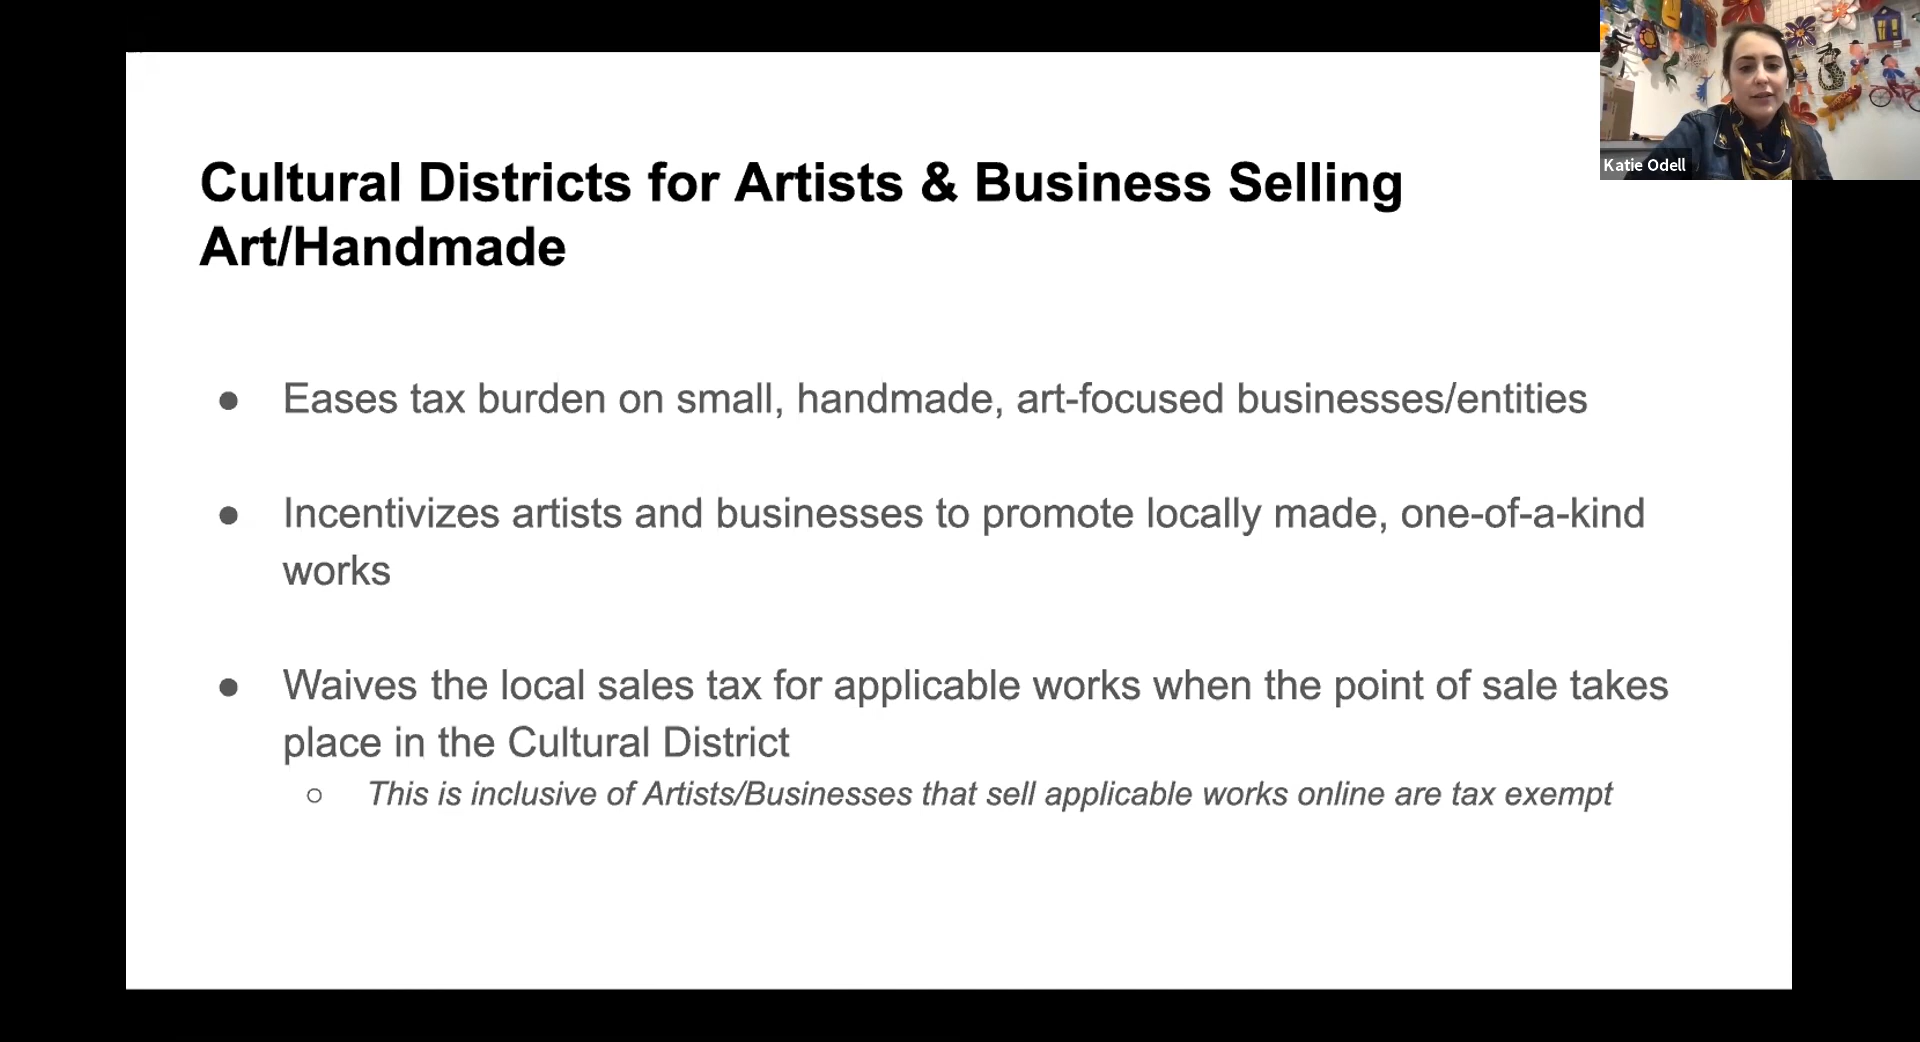 Katie Odell
Cultural Districts for Artists & Business Selling
Art/Handmade
● Eases tax burden on small, handmade, art-focused businesses/entities
● Incentivizes artists and businesses to promote locally made, one-of-a-kind
works
● Waives the local sales tax for applicable works when the point of sale takes
place in the Cultural District
○ This is inclusive of Artists/Businesses that sell applicable works online are tax exempt